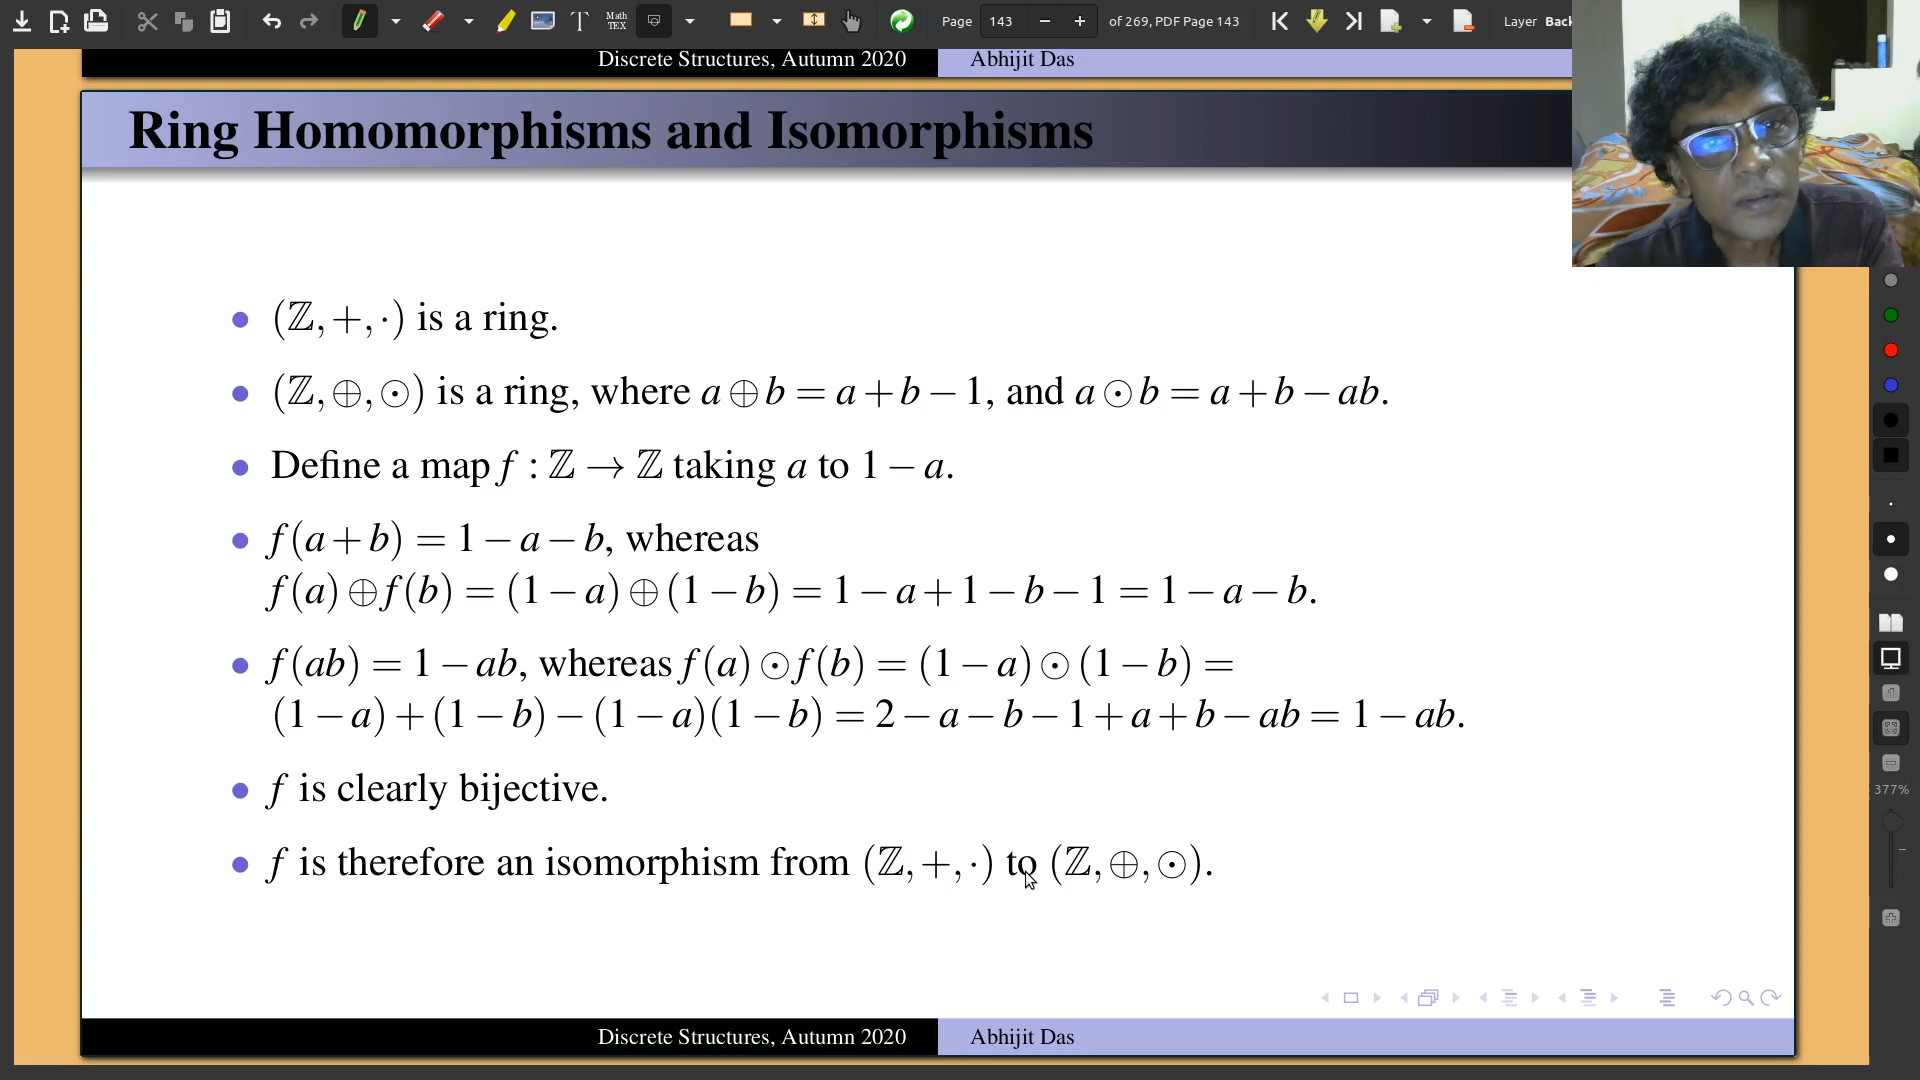 Page 143 of 269, PDF Page 143 Layer Back
Discrete Structures, Autumn 2020 Abhijit Das
Ring Homomorphisms and Isomorphisms
(ℤ, +, ·) is a ring.
(ℤ, ⊕, ⊙) is a ring, where a ⊕ b = a + b − 1, and a ⊙ b = a + b − ab.
Define a map f : ℤ → ℤ taking a to 1 − a.
f(a + b) = 1 − a − b, whereas
f(a) ⊕ f(b) = (1 − a) ⊕ (1 − b) = 1 − a + 1 − b − 1 = 1 − a − b.
f(ab) = 1 − ab, whereas f(a) ⊙ f(b) = (1 − a) ⊙ (1 − b) =
(1 − a) + (1 − b) − (1 − a)(1 − b) = 2 − a − b − 1 + a + b − ab = 1 − ab.
f is clearly bijective.
f is therefore an isomorphism from (ℤ, +, ·) to (ℤ, ⊕, ⊙).
Discrete Structures, Autumn 2020 Abhijit Das
T
Math
TEX
377%